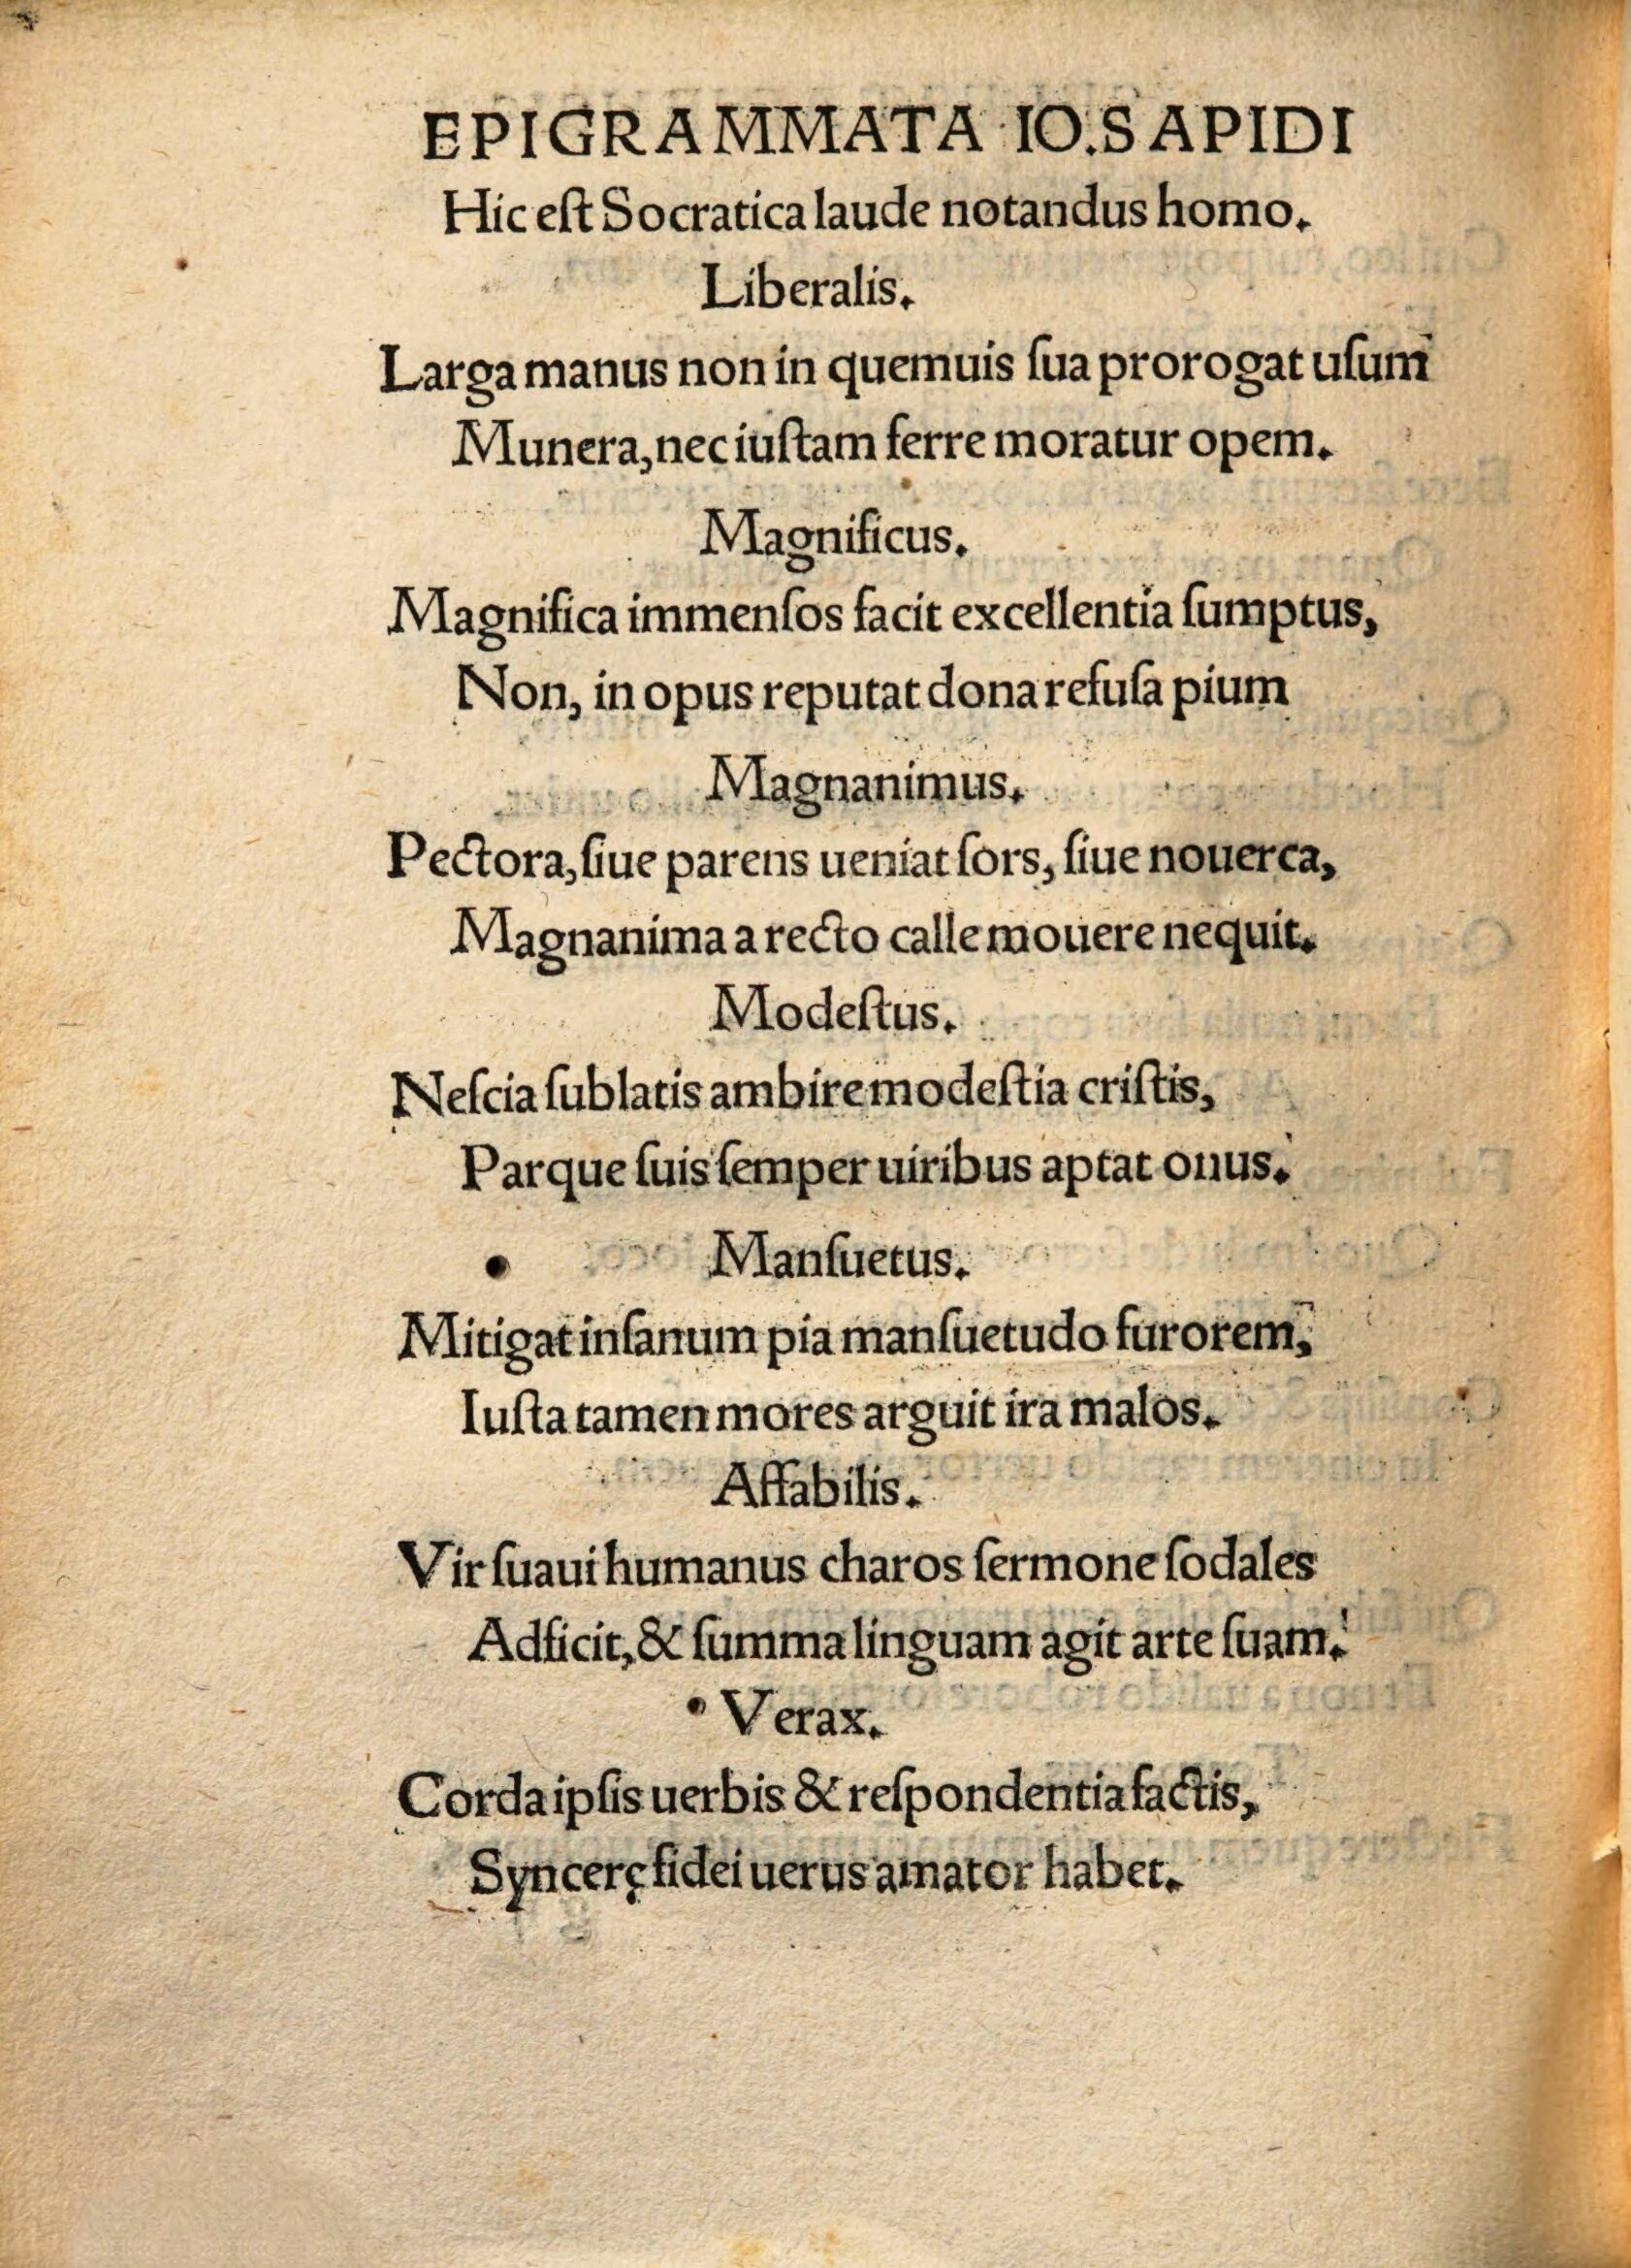 EPIGRAMMATA IO. SAPIDI
Hic eſt Socratica laude notandus homo.
Liberalis.
Larga manus non in quemuis ſua prorogat uſum
Munera, nec iuſtam ferre moratur opem.
Magnificus.
Magnifica immenſos facit excellentia ſumptus,
Non, in opus reputat dona refuſa pium
Magnanimus.
Pectora, ſiue parens ueniat ſors, ſiue nouerca,
Magnanima a recto calle mouere nequit.
Modeſtus.
Neſcia ſublatis ambire modeſtia criſtis,
Parque ſuis ſemper uiribus aptat onus.
Manſuetus.
Mitigat inſanum pia manſuetudo furorem,
Iuſta tamen mores arguit ira malos.
Affabilis.
Vir ſuaui humanus charos ſermone ſodales
Adficit, & ſumma linguam agit arte ſuam.
Verax.
Corda ipſis uerbis & reſpondentia factis,
Syncerę fidei uerus amator habet.